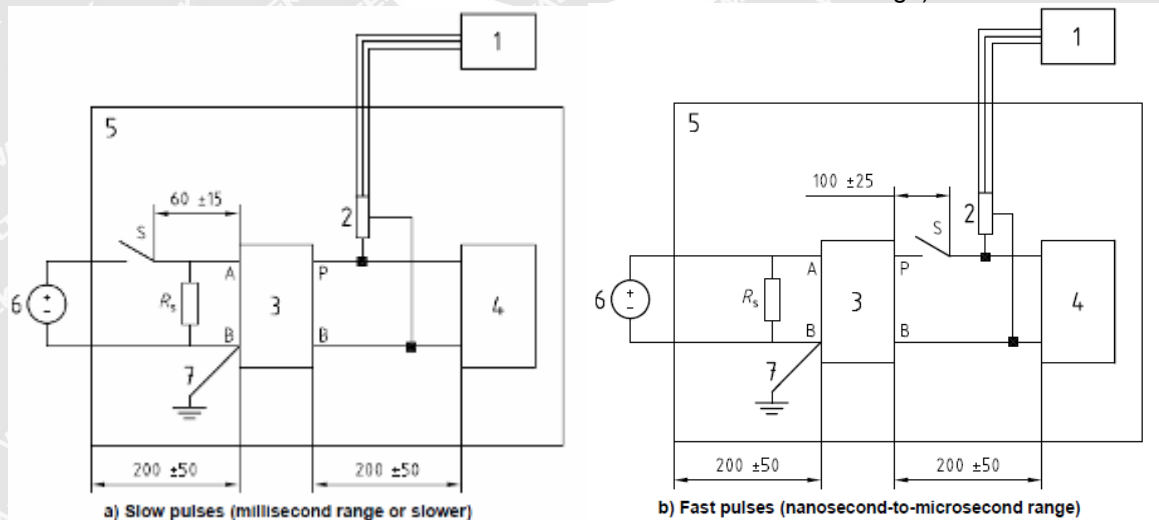 1
5
60 ±15
2
S
A
P
6
+
−
Rs
3
4
B
B
7
200 ±50
200 ±50
a) Slow pulses (millisecond range or slower)
1
5
100 ±25
2
S
A
P
6
+
−
Rs
3
4
B
B
7
200 ±50
200 ±50
b) Fast pulses (nanosecond-to-microsecond range)